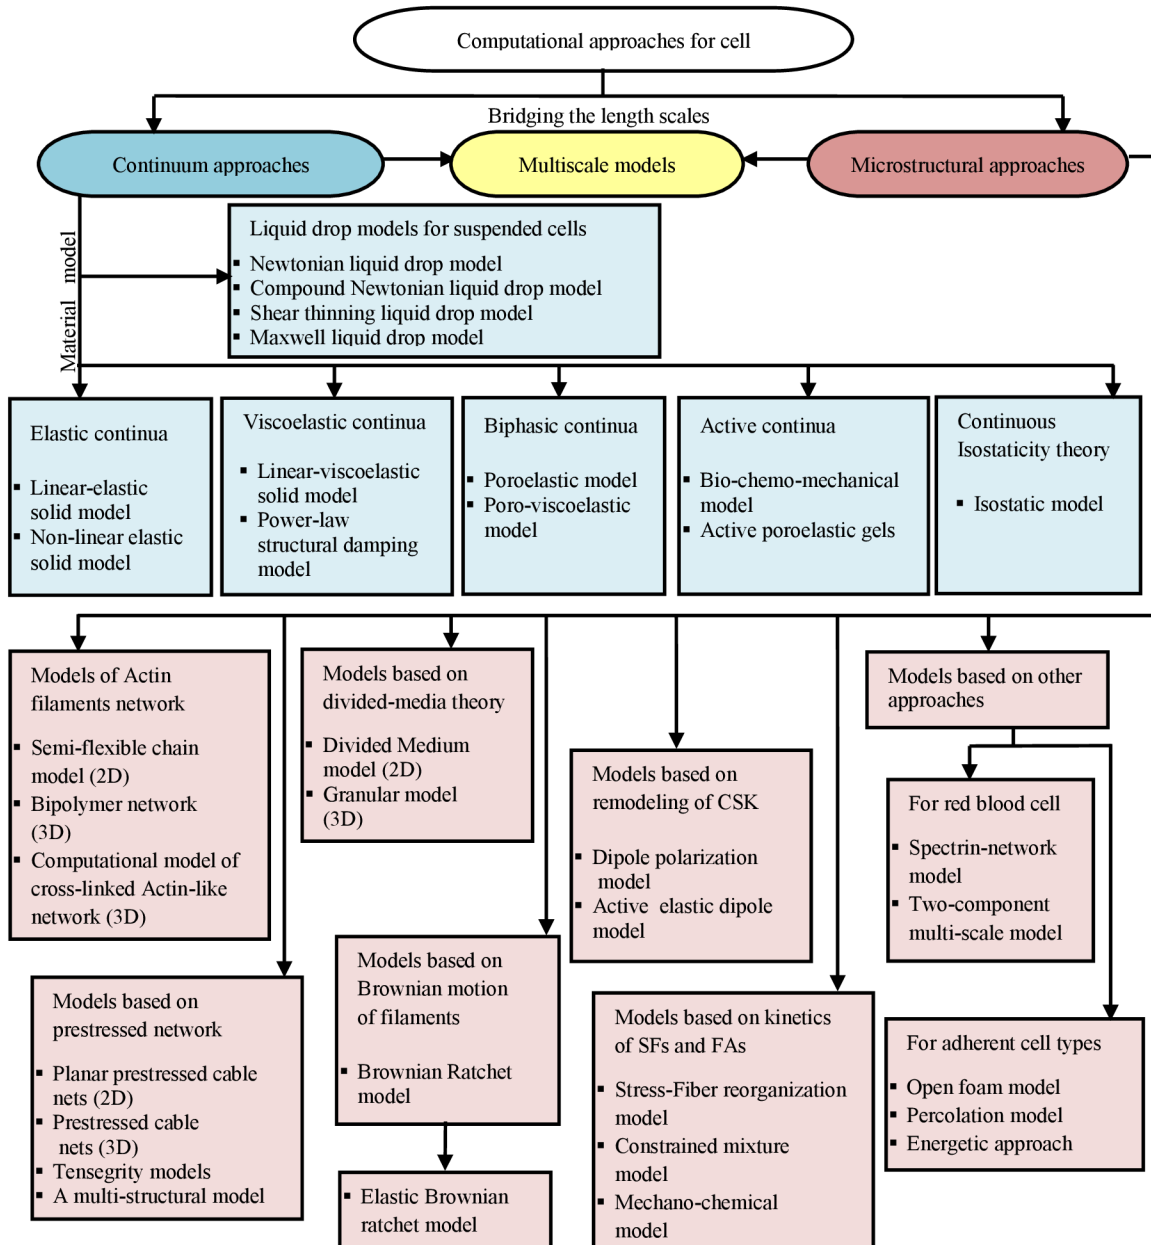 Computational approaches for cell
Bridging the length scales
Continuum approaches
Multiscale models
Microstructural approaches
Material model
Liquid drop models for suspended cells
▪ Newtonian liquid drop model
▪ Compound Newtonian liquid drop model
▪ Shear thinning liquid drop model
▪ Maxwell liquid drop model
Elastic continua
▪ Linear-elastic
solid model
▪ Non-linear elastic
solid model
Viscoelastic continua
▪ Linear-viscoelastic
solid model
▪ Power-law
structural damping
model
Biphasic continua
▪ Poroelastic model
▪ Poro-viscoelastic
model
Active continua
▪ Bio-chemo-mechanical
model
▪ Active poroelastic gels
Continuous
Isostaticity theory
▪ Isostatic model
Models of Actin
filaments network
▪ Semi-flexible chain
model (2D)
▪ Bipolymer network
(3D)
▪ Computational model of
cross-linked Actin-like
network (3D)
Models based on
divided-media theory
▪ Divided Medium
model (2D)
▪ Granular model
(3D)
Models based on
remodeling of CSK
▪ Dipole polarization
model
▪ Active elastic dipole
model
Models based on other
approaches
For red blood cell
▪ Spectrin-network
model
▪ Two-component
multi-scale model
Models based on
prestressed network
▪ Planar prestressed cable
nets (2D)
▪ Prestressed cable
nets (3D)
▪ Tensegrity models
▪ A multi-structural model
Models based on
Brownian motion
of filaments
▪ Brownian Ratchet
model
▪ Elastic Brownian
ratchet model
Models based on kinetics
of SFs and FAs
▪ Stress-Fiber reorganization
model
▪ Constrained mixture
model
▪ Mechano-chemical
model
For adherent cell types
▪ Open foam model
▪ Percolation model
▪ Energetic approach